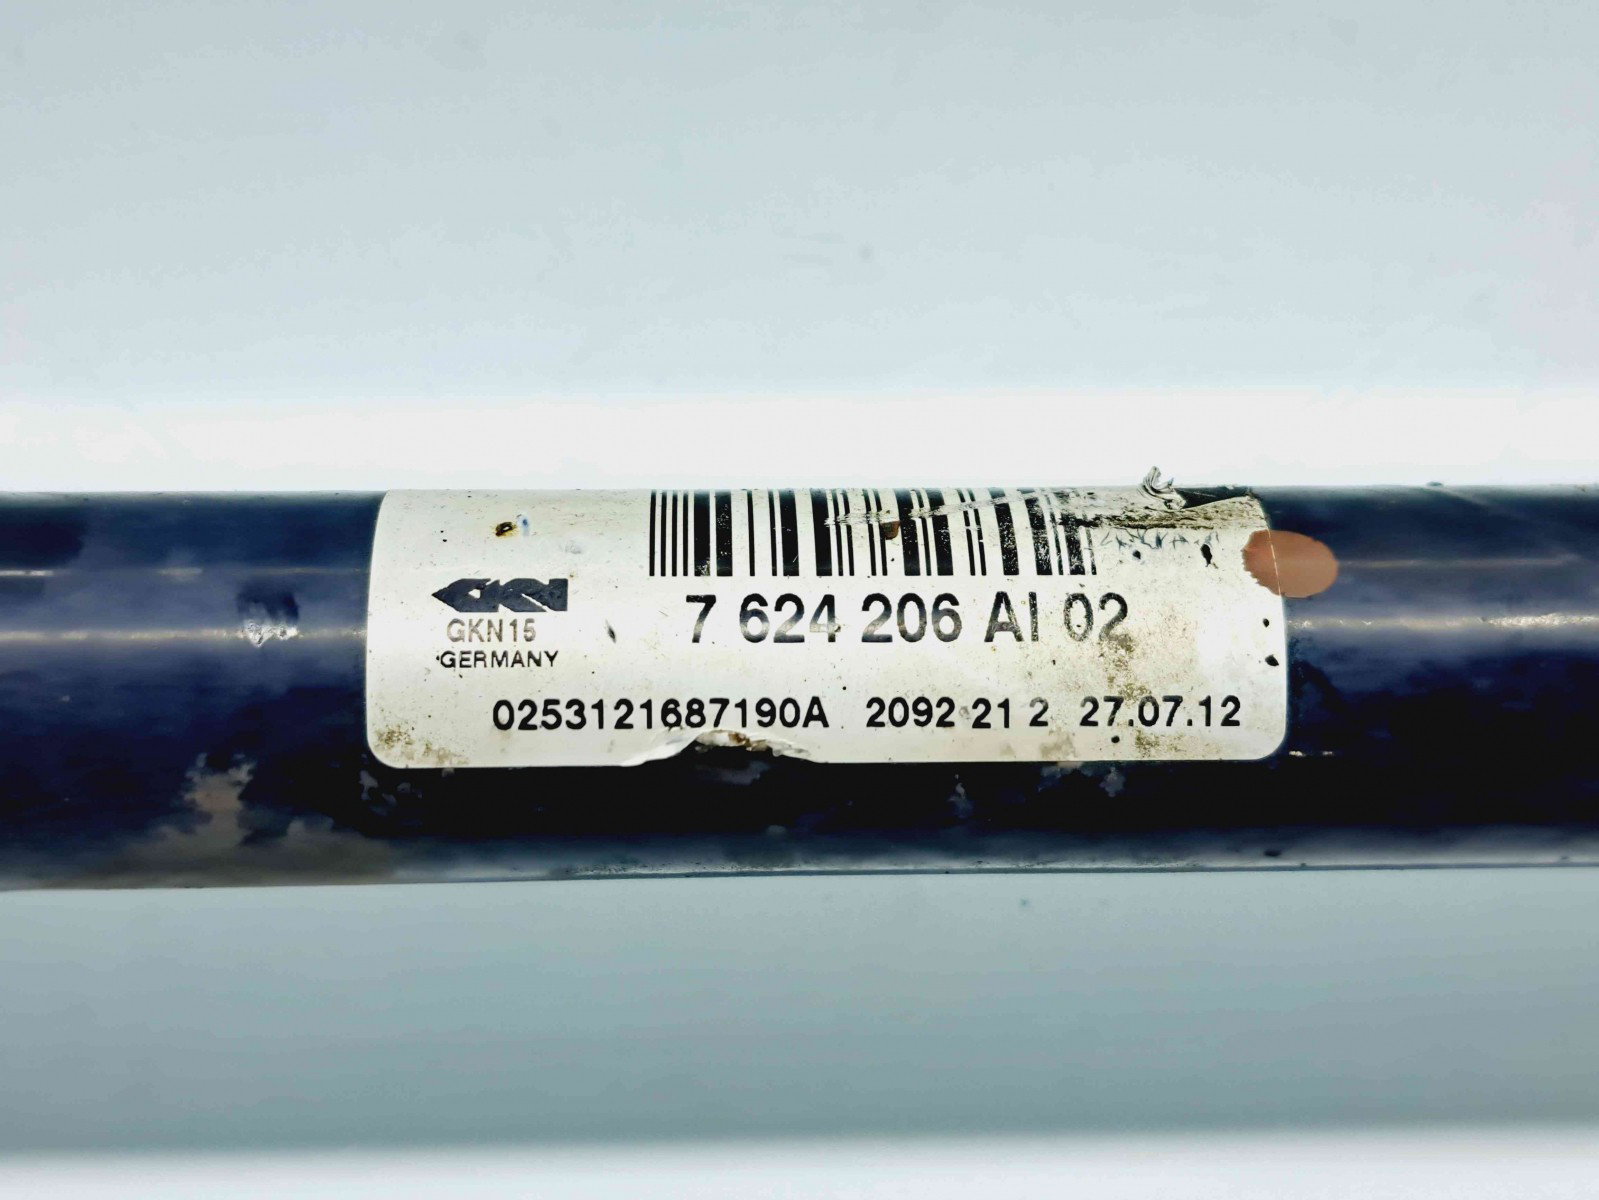 GKN
7 624 206 AI 02
GKN15
GERMANY
0253121687190A 2092 21 2 27.07.12